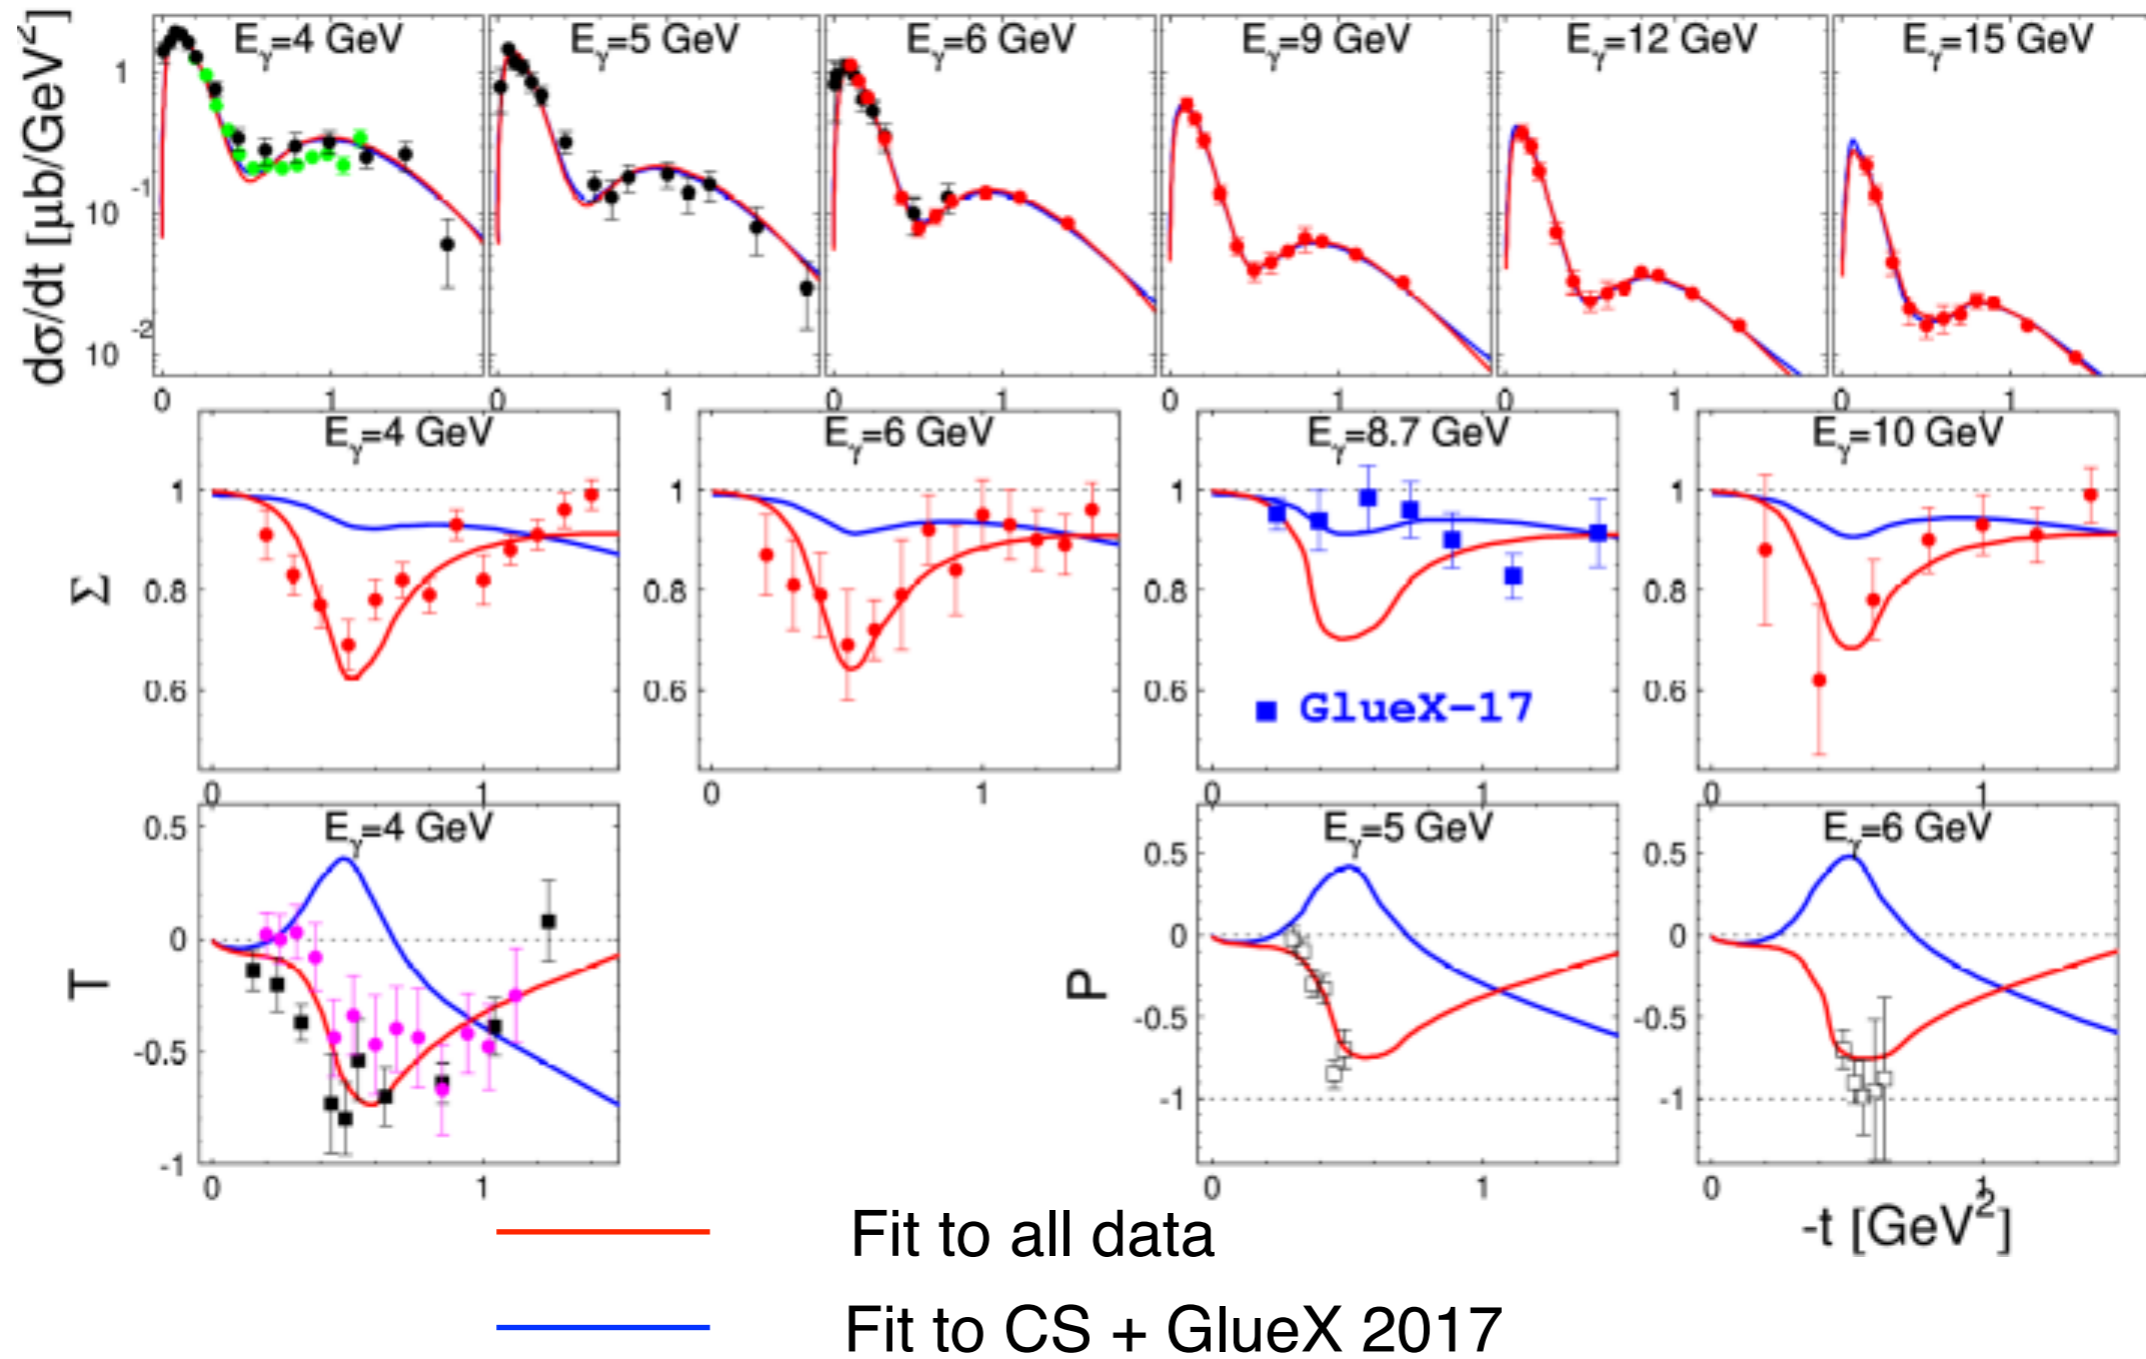 dσ/dt [μb/GeV²]
1
10⁻¹
10⁻²
Eγ=4 GeV
Eγ=5 GeV
Eγ=6 GeV
Eγ=9 GeV
Eγ=12 GeV
Eγ=15 GeV
0 1 0 1 0 1 0 1 0 1 0 1
Σ
Eγ=4 GeV
Eγ=6 GeV
Eγ=8.7 GeV
Eγ=10 GeV
1 1 1 1
0.8 0.8 0.8 0.8
0.6 0.6 0.6 0.6
GlueX-17
0 1 0 1 0 1 0 1
T
Eγ=4 GeV
0.5
0
-0.5
-1
0 1
P
Eγ=5 GeV
Eγ=6 GeV
0.5 0.5
0 0
-0.5 -0.5
-1 -1
0 1 0 1
-t [GeV²]
Fit to all data
Fit to CS + GlueX 2017